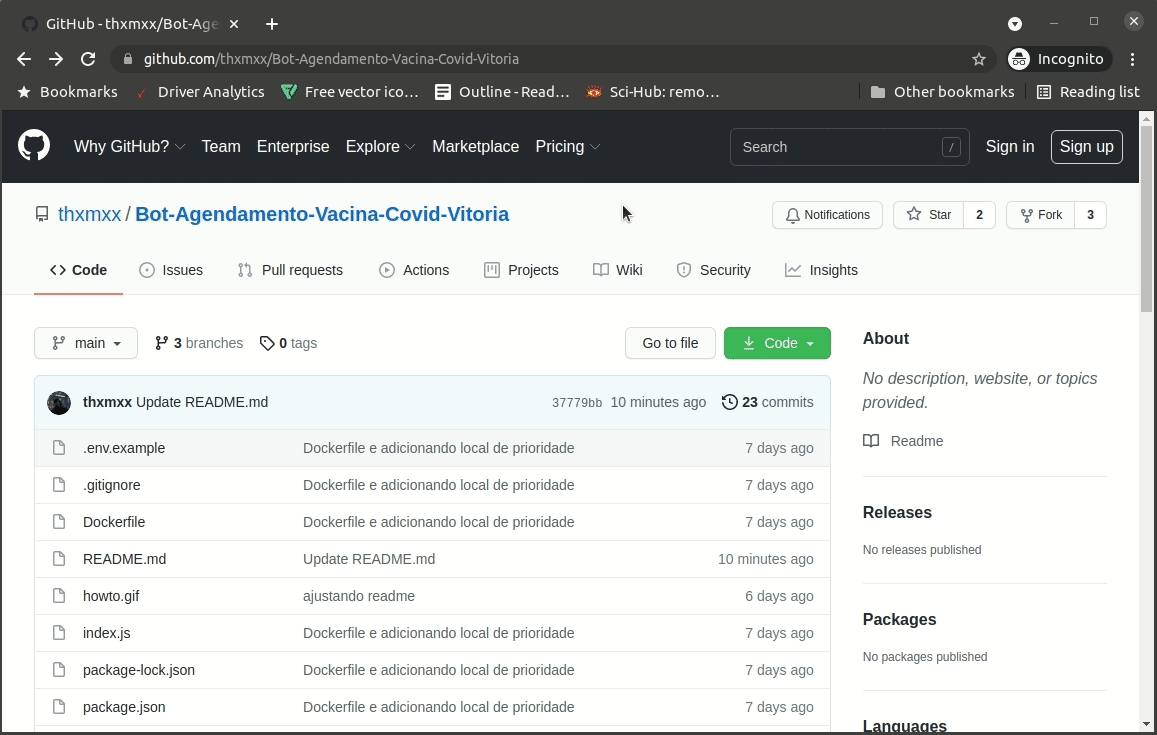 GitHub - thxmxx/Bot-Age
github.com/thxmxx/Bot-Agendamento-Vacina-Covid-Vitoria
Incognito
Bookmarks Driver Analytics Free vector ico... Outline - Read... Sci-Hub: remo... Other bookmarks Reading list
Why GitHub? Team Enterprise Explore Marketplace Pricing Search / Sign in Sign up
thxmxx / Bot-Agendamento-Vacina-Covid-Vitoria Notifications Star 2 Fork 3
Code Issues Pull requests Actions Projects Wiki Security Insights
main 3 branches 0 tags Go to file Code
thxmxx Update README.md 37779bb 10 minutes ago 23 commits
.env.example Dockerfile e adicionando local de prioridade 7 days ago
.gitignore Dockerfile e adicionando local de prioridade 7 days ago
Dockerfile Dockerfile e adicionando local de prioridade 7 days ago
README.md Update README.md 10 minutes ago
howto.gif ajustando readme 6 days ago
index.js Dockerfile e adicionando local de prioridade 7 days ago
package-lock.json Dockerfile e adicionando local de prioridade 7 days ago
package.json Dockerfile e adicionando local de prioridade 7 days ago
About
No description, website, or topics
provided.
Readme
Releases
No releases published
Packages
No packages published
Languages